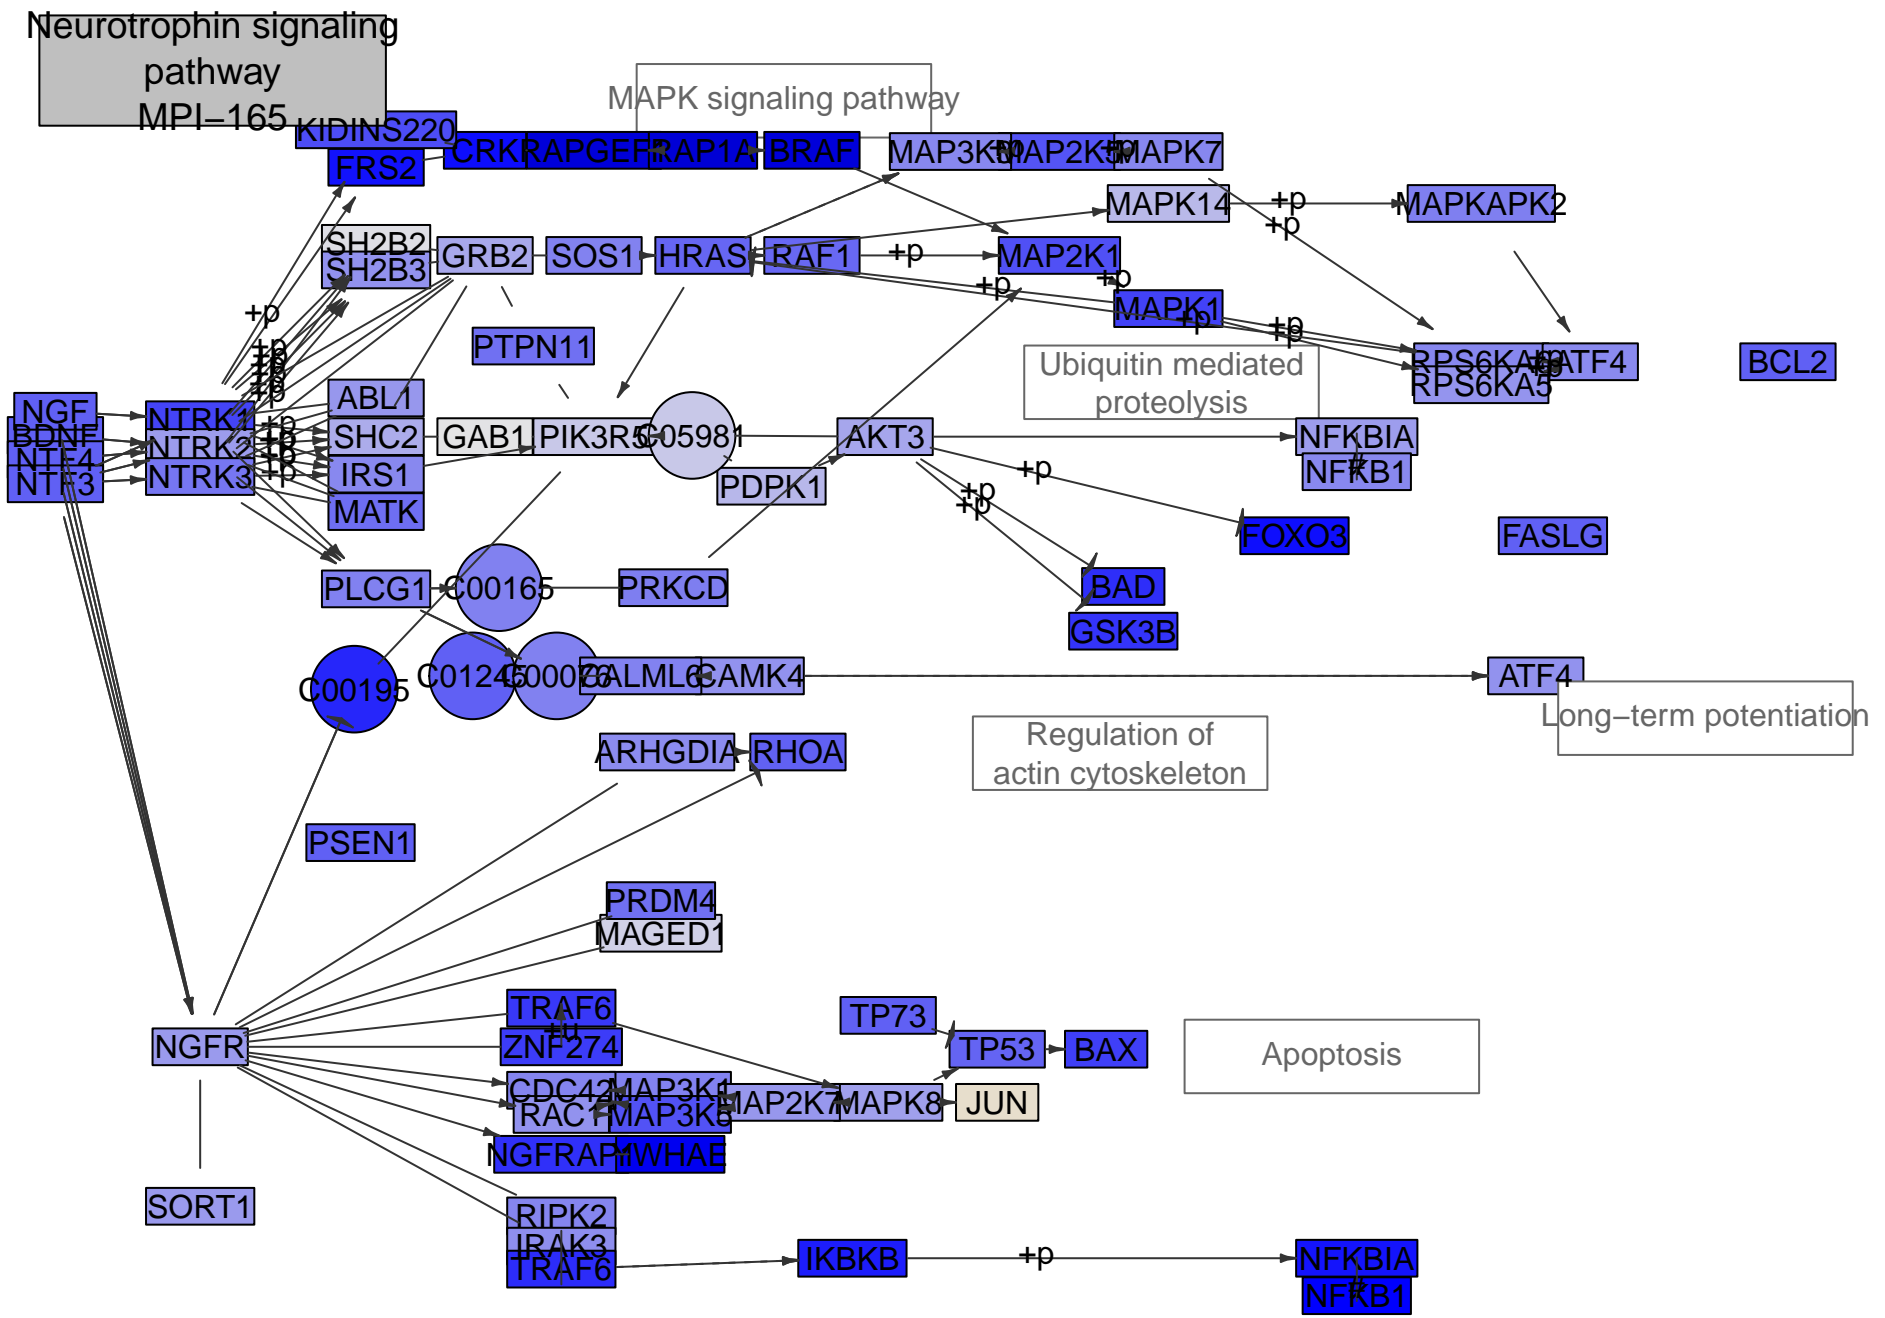 Neurotrophin signaling
pathway
MPI−165
MAPK signaling pathway
KIDINS220
FRS2
RAP1A
BRAF
MAPK7
MAPK14
+p
MAPKAPK2
+p
SH2B2
SH2B3
GRB2
SOS1
HRAS
RAF1
+p
MAP2K1
+p
+p
MAPK1
+p
+p
+p
PTPN11
Ubiquitin mediated
proteolysis
RPS6KA5
ATF4
BCL2
+p
+p
+p
NGF
BDNF
NTF4
NTF3
NTRK1
NTRK2
NTRK3
ABL1
SHC2
IRS1
MATK
+p
+p
+p
+p
GAB1
PIK3R5
C05981
PDPK1
AKT3
+p
+p
+p
NFKBIA
NFKB1
FOXO3
FASLG
PLCG1
C00165
PRKCD
BAD
GSK3B
C00195
C01245
C00076
CALML6
CAMK4
ATF4
Long−term potentiation
ARHGDIA
RHOA
Regulation of
actin cytoskeleton
PSEN1
PRDM4
MAGED1
NGFR
TRAF6
+u
ZNF274
CDC42
RAC1
MAP3K1
MAP3K5
MAP2K7
MAPK8
JUN
TP73
TP53
BAX
Apoptosis
NGFRAP1
YWHAE
SORT1
RIPK2
IRAK3
TRAF6
IKBKB
+p
NFKBIA
NFKB1